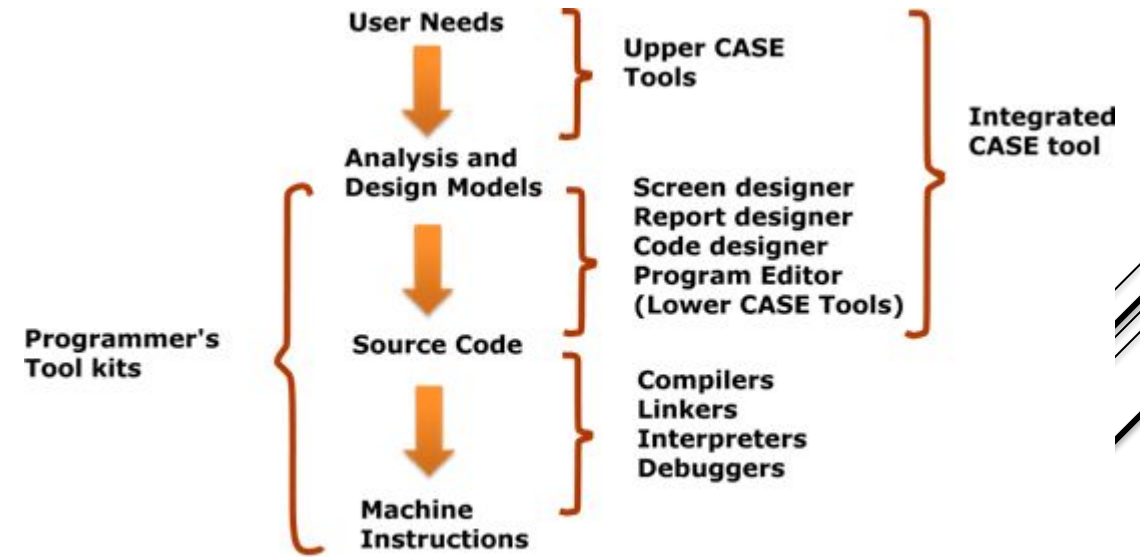 User Needs
Upper CASE
Tools
Integrated
CASE tool
Analysis and
Design Models
Screen designer
Report designer
Code designer
Program Editor
(Lower CASE Tools)
Programmer's
Tool kits
Source Code
Compilers
Linkers
Interpreters
Debuggers
Machine
Instructions